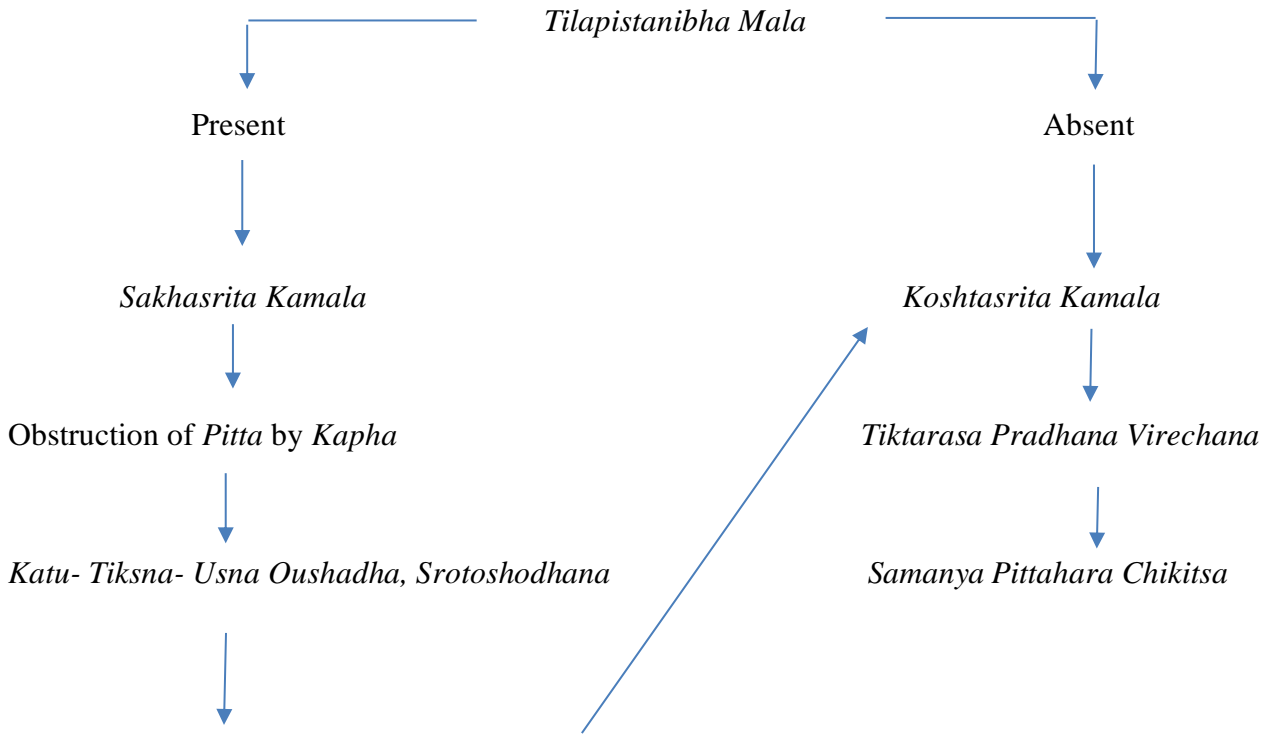 Tilapistanibha Mala
Present
Absent
Sakhasrita Kamala
Koshtasrita Kamala
Obstruction of Pitta by Kapha
Tiktarasa Pradhana Virechana
Katu- Tiksna- Usna Oushadha, Srotoshodhana
Samanya Pittahara Chikitsa